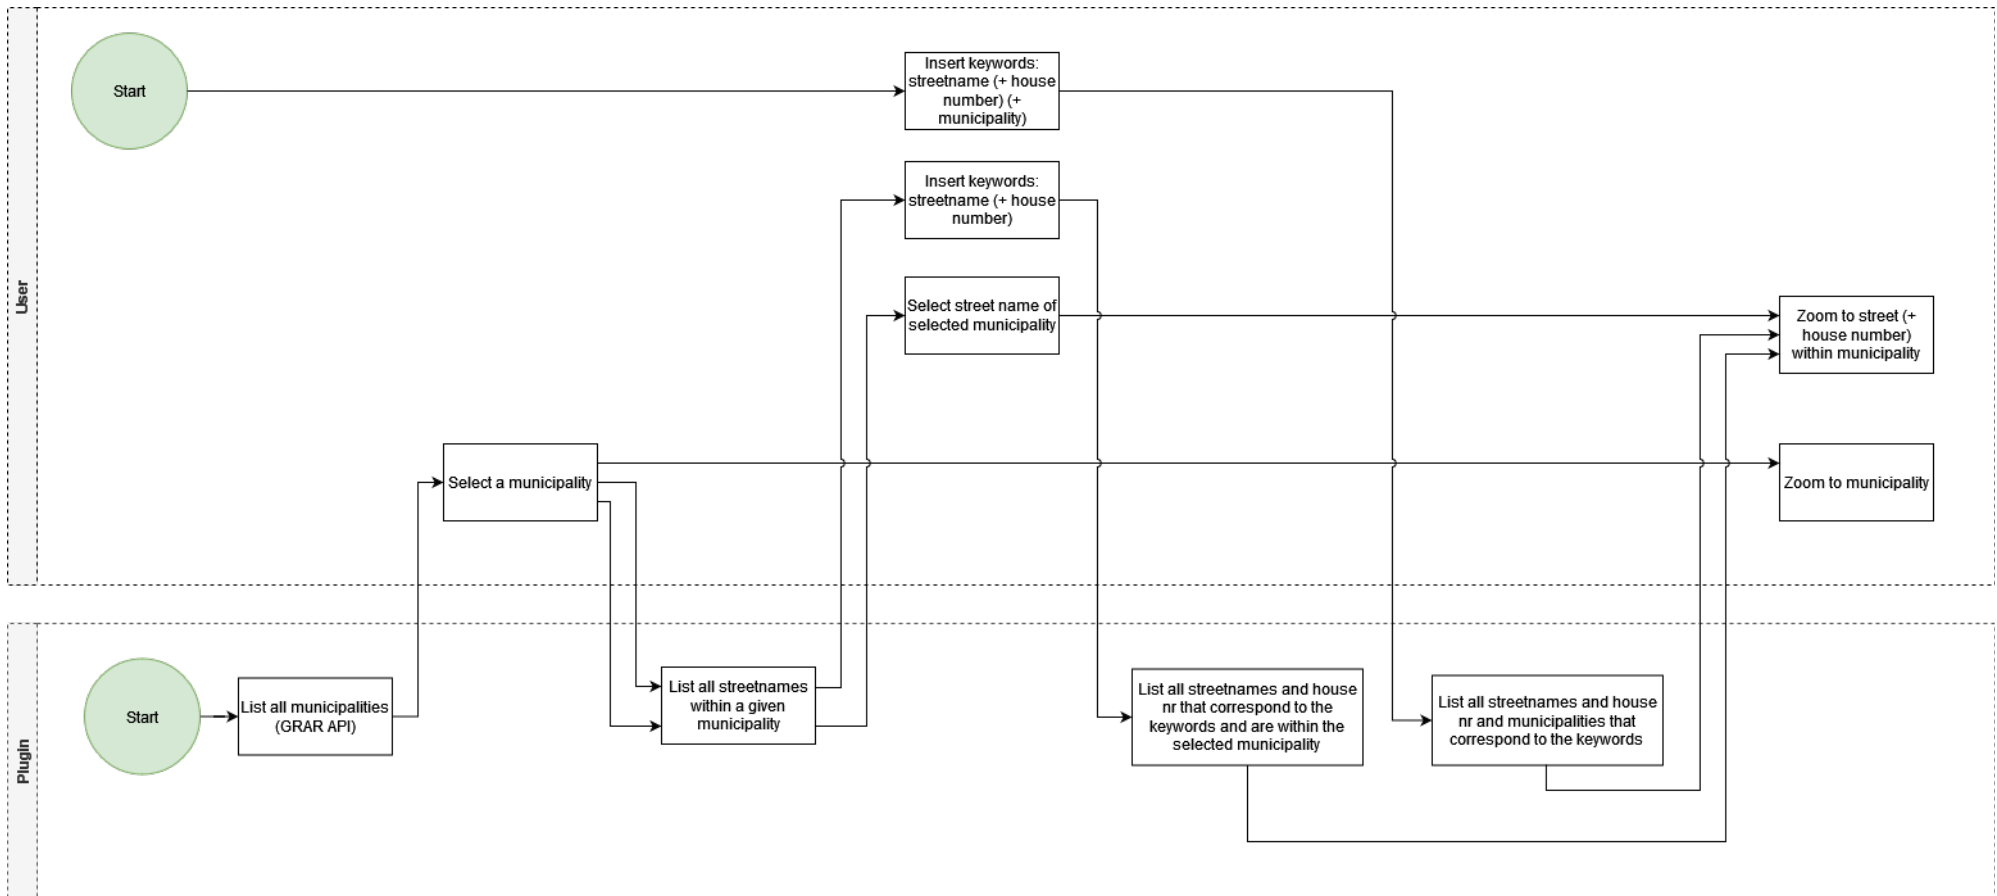 User
Start
Insert keywords:
streetname (+ house
number) (+
municipality)
Insert keywords:
streetname (+ house
number)
Select street name of
selected municipality
Zoom to street (+
house number)
within municipality
Select a municipality
Zoom to municipality
Plugin
Start
List all municipalities
(GRAR API)
List all streetnames
within a given
municipality
List all streetnames and house
nr that correspond to the
keywords and are within the
selected municipality
List all streetnames and house
nr and municipalities that
correspond to the keywords